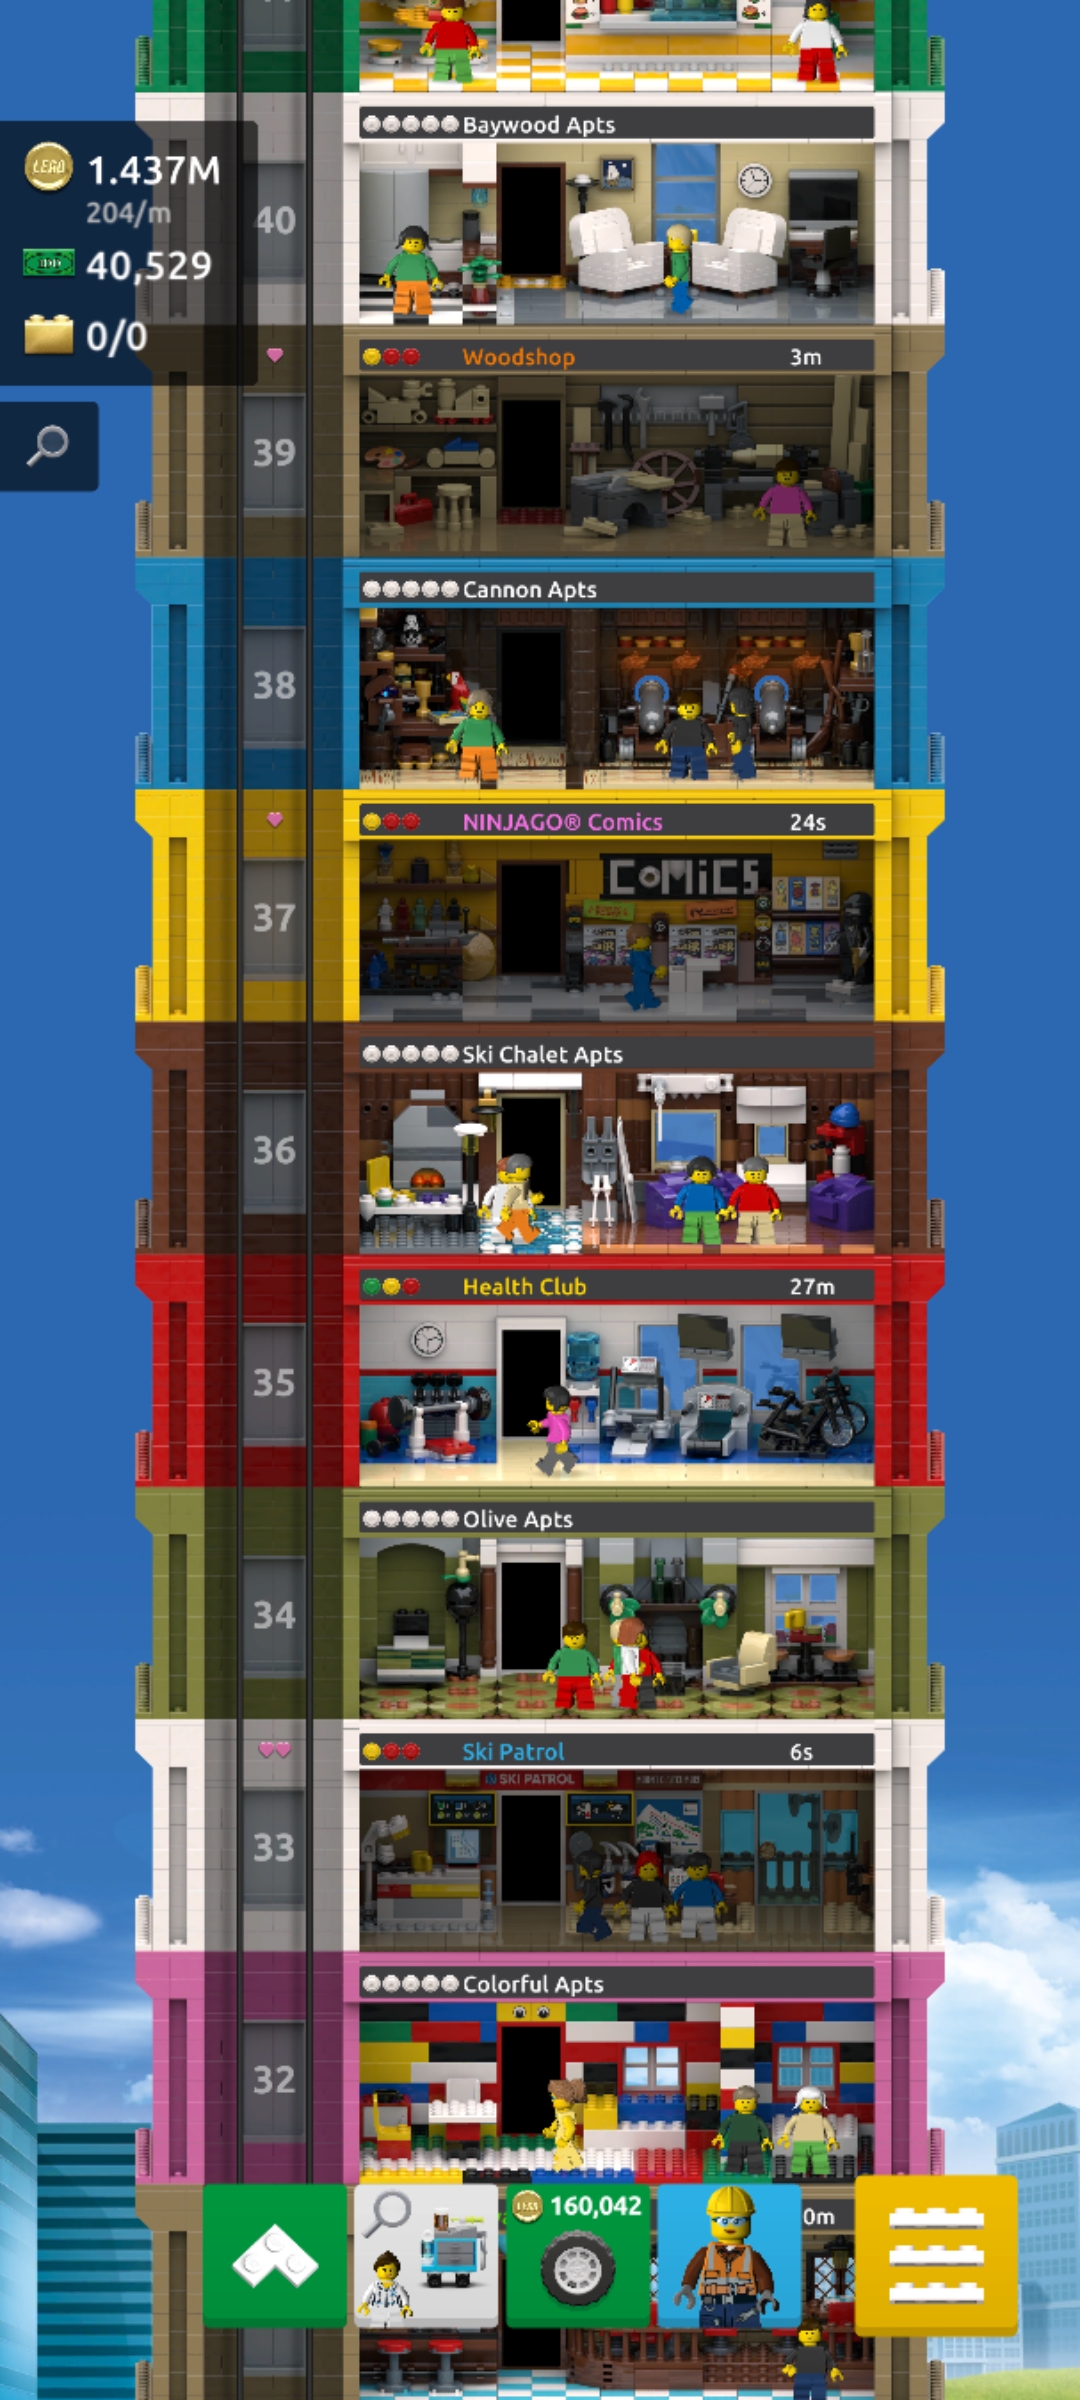 Baywood Apts
LEGO 1.437M
204/m
40
40,529
0/0
Woodshop 3m
39
Cannon Apts
38
NINJAGO® Comics 24s
COMiCS
37
Ski Chalet Apts
36
Health Club 27m
35
Olive Apts
34
Ski Patrol 6s
SKI PATROL
33
Colorful Apts
32
160,042
0m